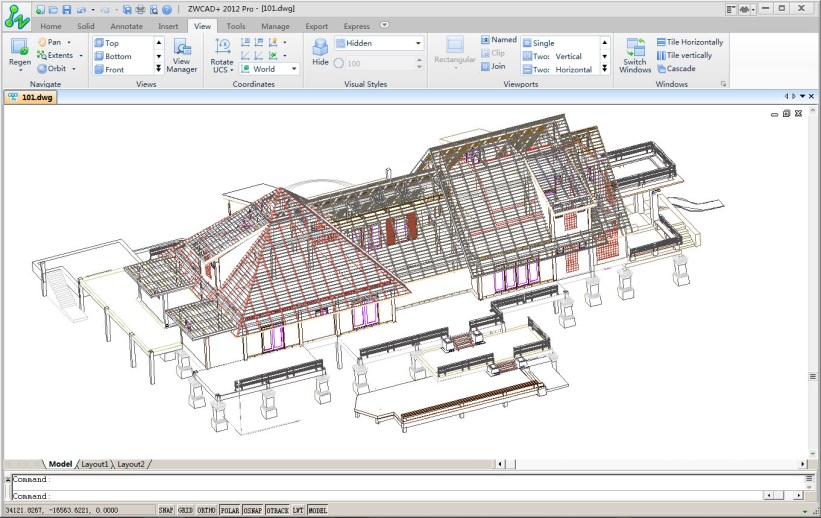 ZWCAD+ 2012 Pro - [101.dwg]
Home Solid Annotate Insert View Tools Manage Export Express
Pan
Extents
Orbit
Regen
Navigate
Top
Bottom
Front
View
Manager
Views
Rotate
UCS
World
Coordinates
Hide
Hidden
100
Visual Styles
Rectangular
Named
Clip
Join
Single
Two: Vertical
Two: Horizontal
Viewports
Switch
Windows
Tile Horizontally
Tile vertically
Cascade
Windows
101.dwg
Model Layout1 Layout2
Command:
Command:
34121.8267, -16563.6221, 0.0000 SNAP GRID ORTHO POLAR OSNAP OTRACK LWT MODEL